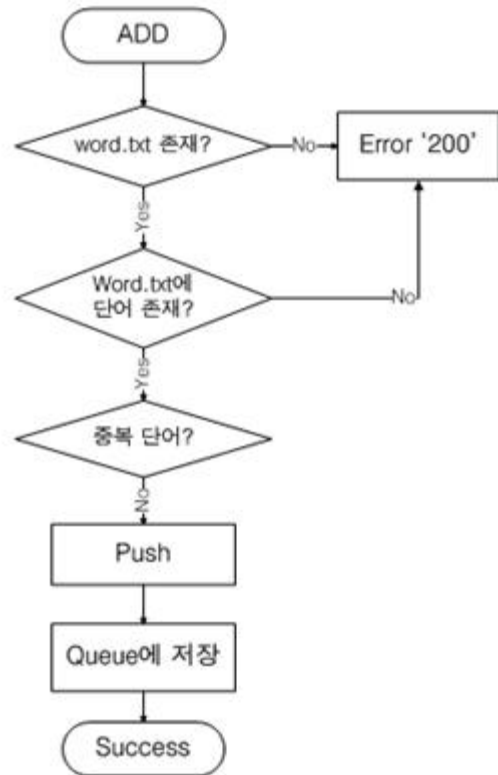 ADD
word.txt 존재?
No
Error ‘200’
Yes
Word.txt에
단어 존재?
No
Yes
중복 단어?
No
Push
Queue에 저장
Success